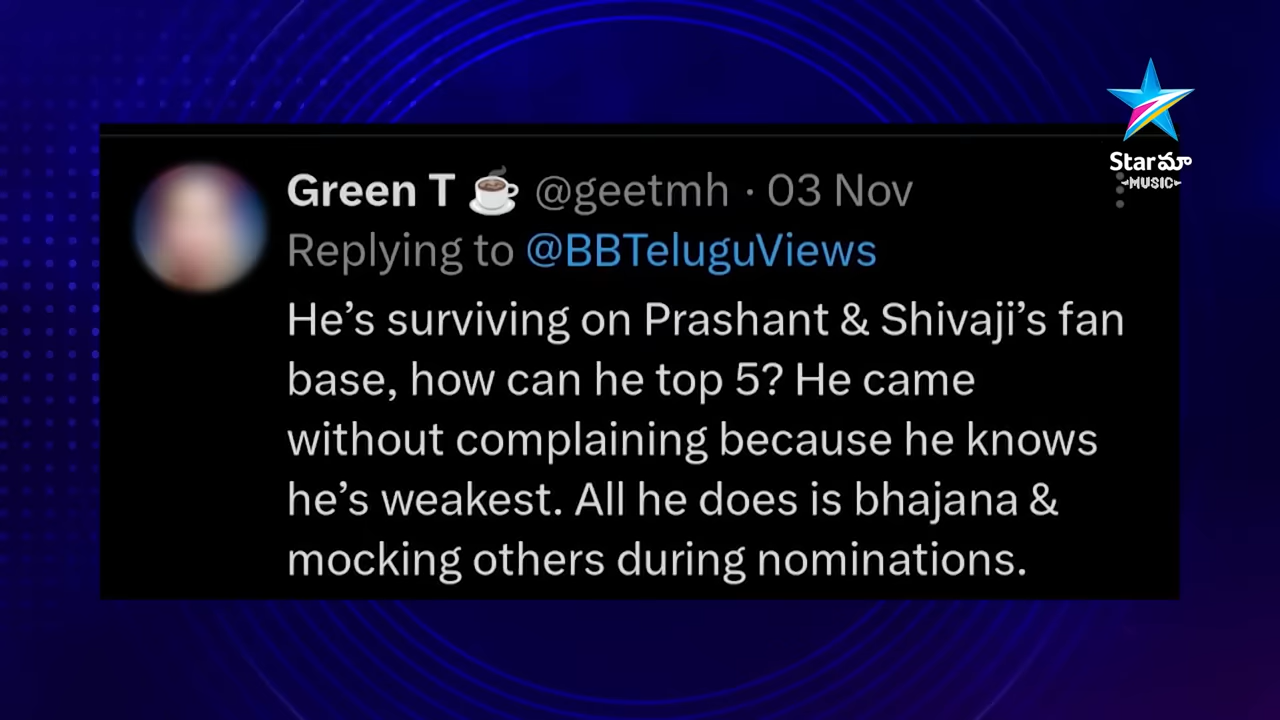 Star మా
MUSIC
Green T ☕ @geetmh · 03 Nov
Replying to @BBTeluguViews
He’s surviving on Prashant & Shivaji’s fan
base, how can he top 5? He came
without complaining because he knows
he’s weakest. All he does is bhajana &
mocking others during nominations.